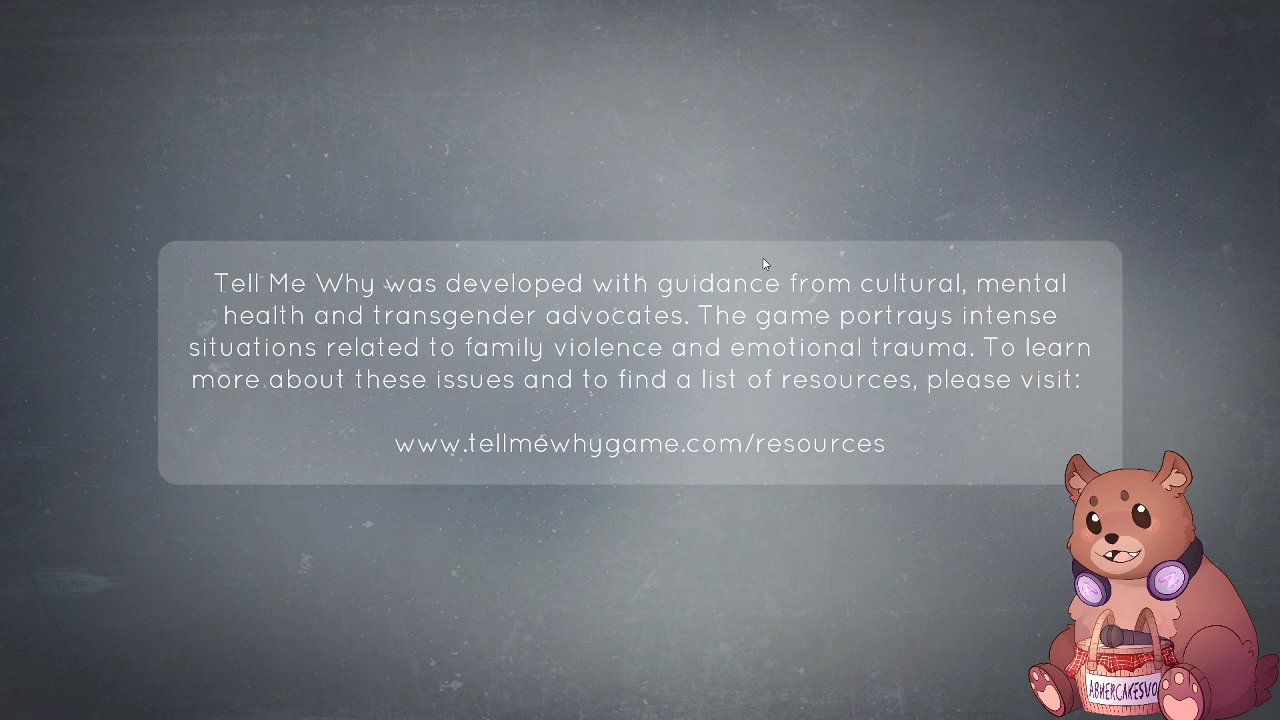 Tell Me Why was developed with guidance from cultural, mental
health and transgender advocates. The game portrays intense
situations related to family violence and emotional trauma. To learn
more about these issues and to find a list of resources, please visit:
www.tellmewhygame.com/resources